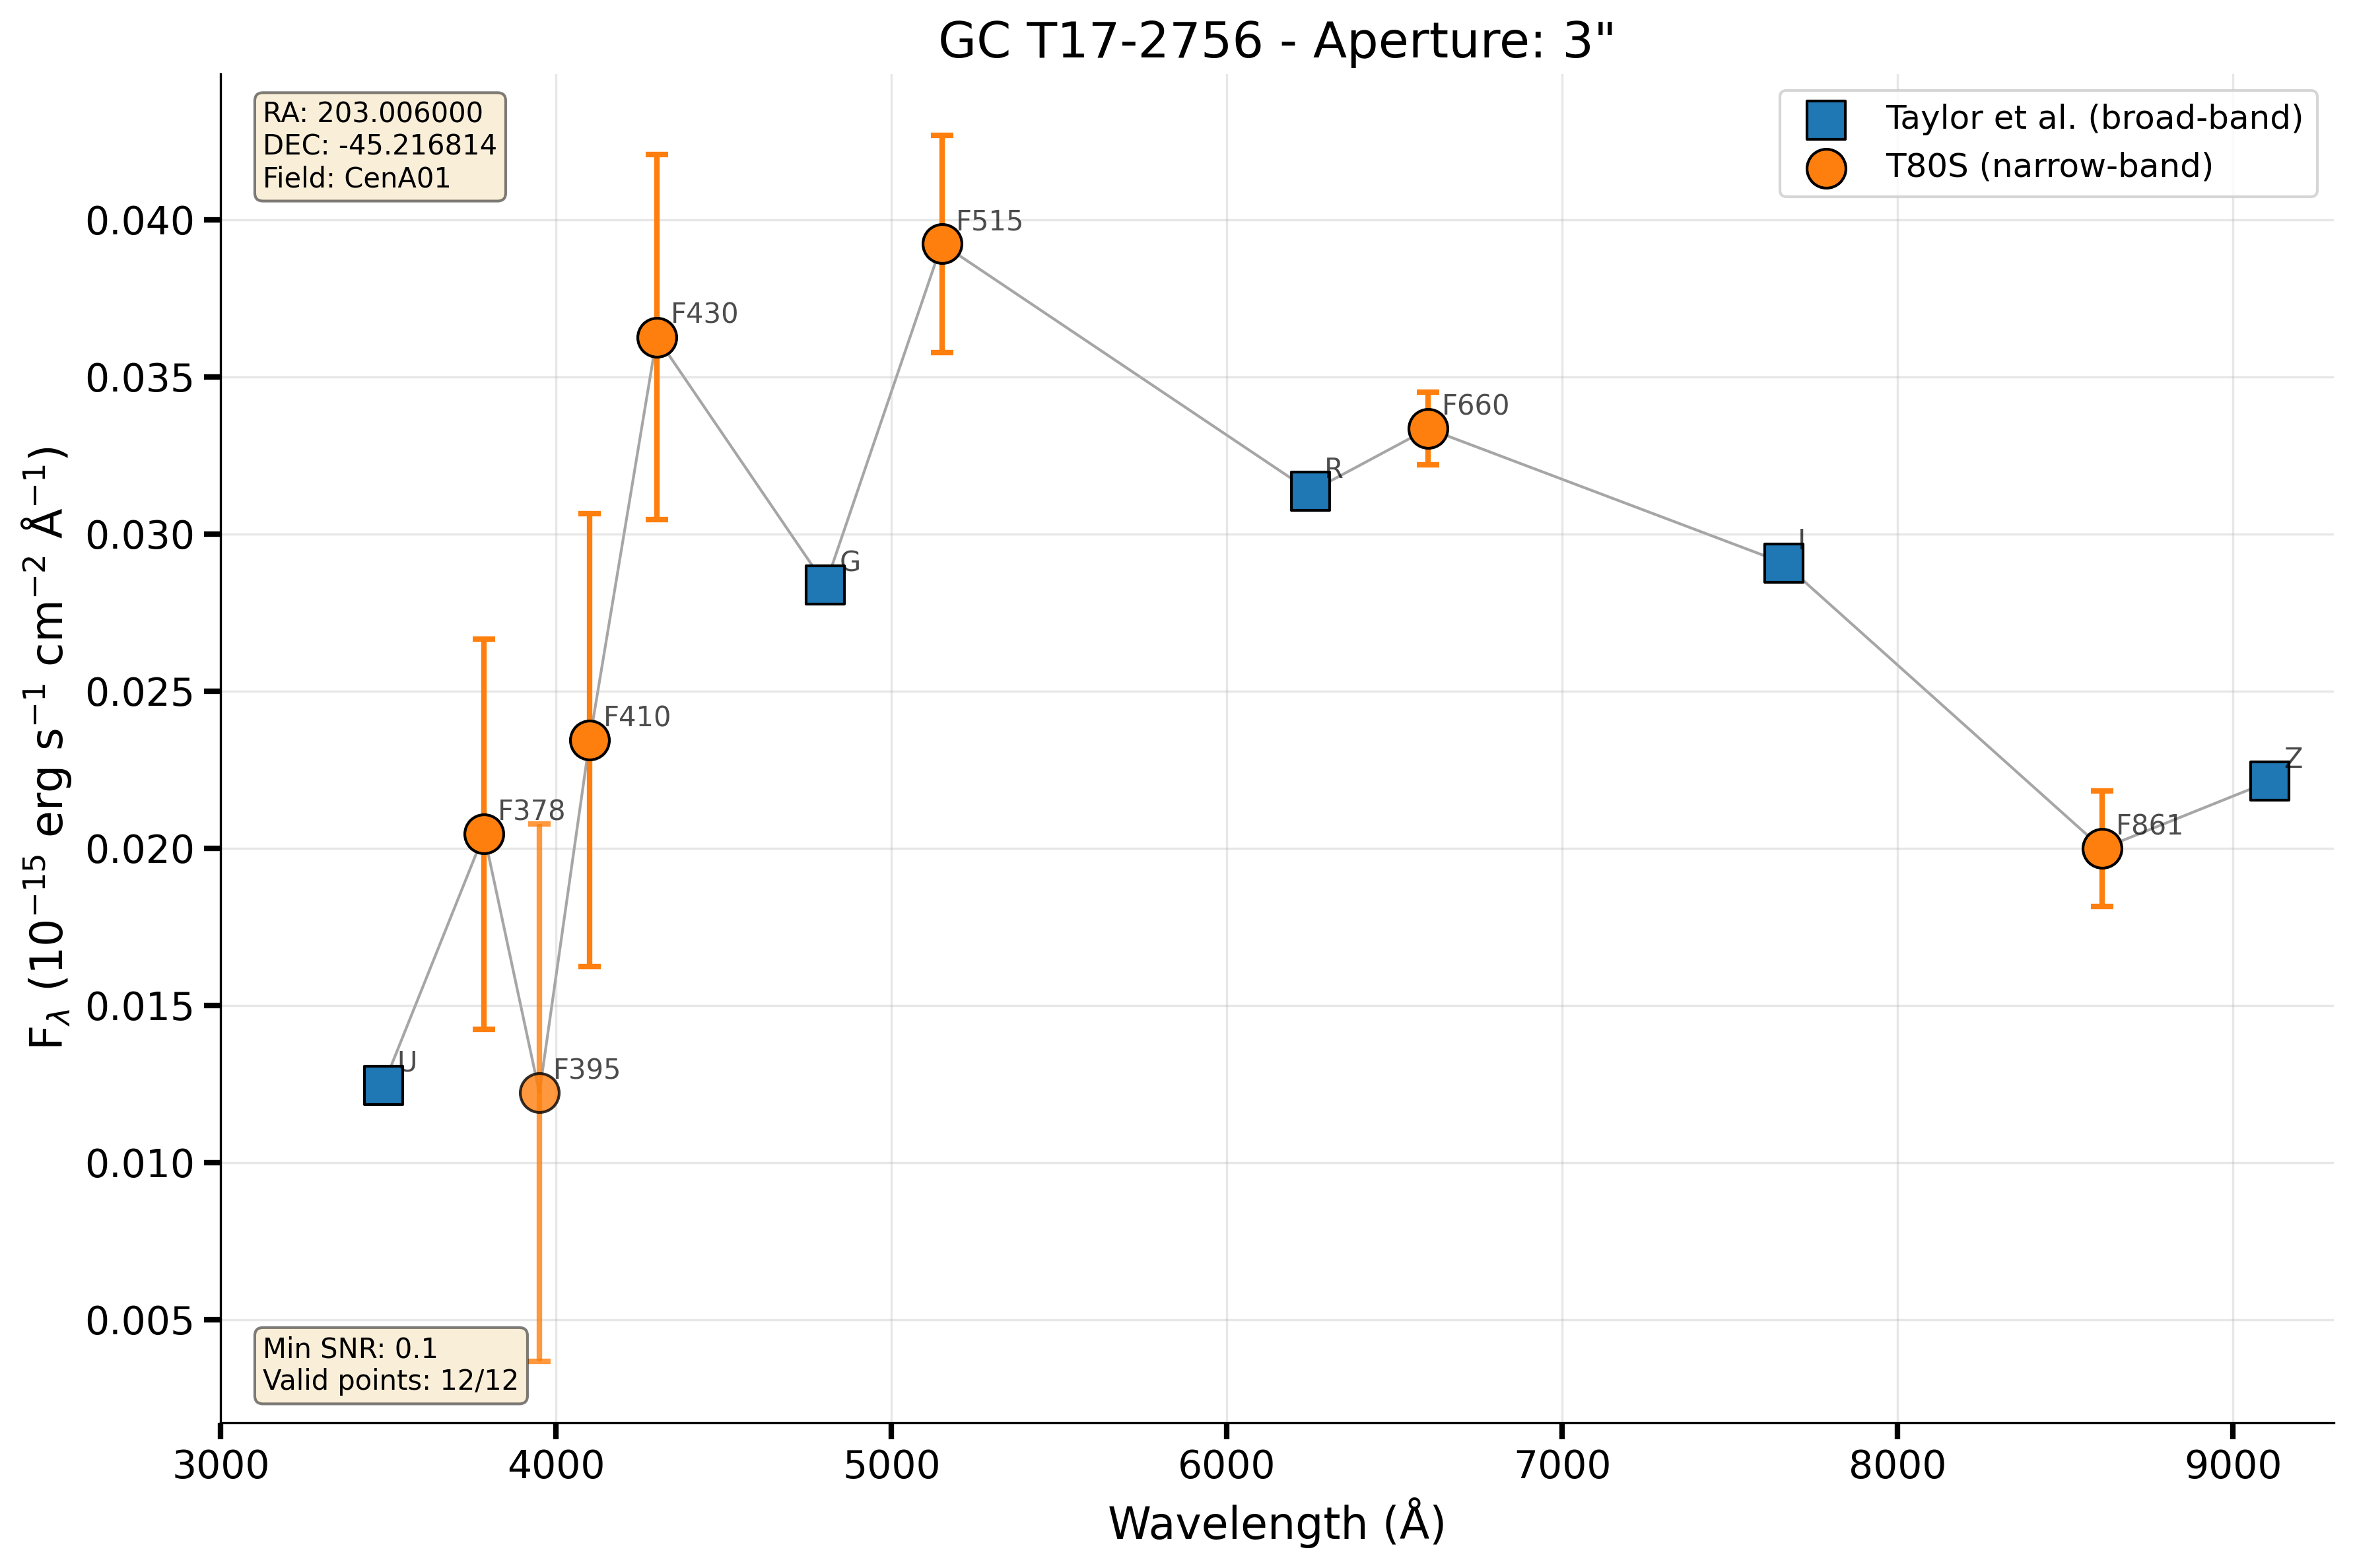 GC T17-2756 - Aperture: 3"
RA: 203.006000
DEC: -45.216814
Field: CenA01
Taylor et al. (broad-band)
T80S (narrow-band)
F515
F430
F660
R
I
G
F410
Z
F378
F861
U
F395
0.040
0.035
0.030
0.025
0.020
0.015
0.010
0.005
F_λ (10⁻¹⁵ erg s⁻¹ cm⁻² Å⁻¹)
Min SNR: 0.1
Valid points: 12/12
3000 4000 5000 6000 7000 8000 9000
Wavelength (Å)